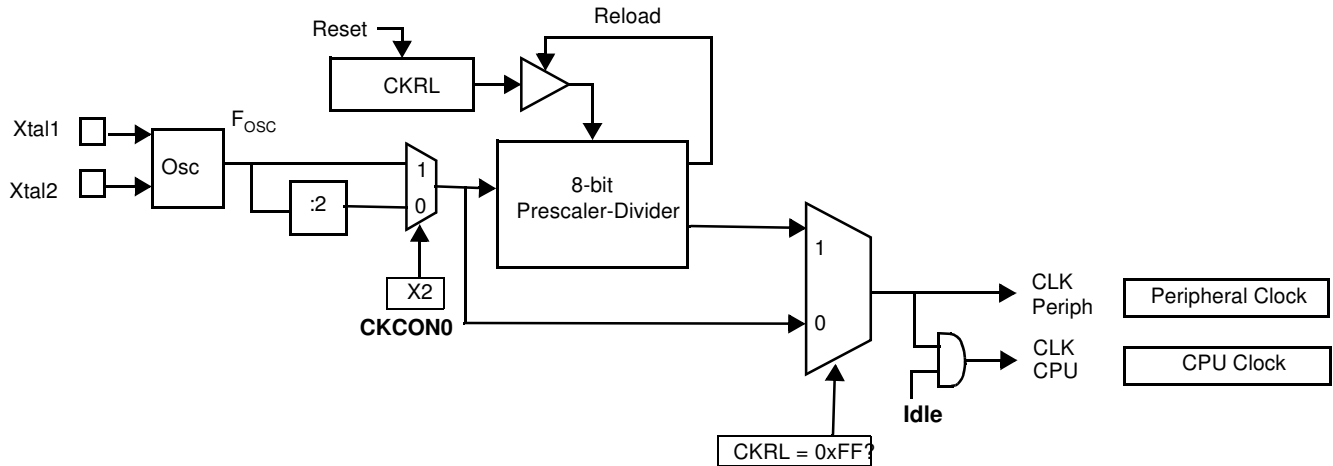 Reload
Reset
CKRL
Xtal1
F_OSC
Osc
1
8-bit
Prescaler-Divider
Xtal2
:2
0
1
X2
CKCON0
0
CLK
Periph
Peripheral Clock
CLK
CPU
CPU Clock
Idle
CKRL = 0xFF?